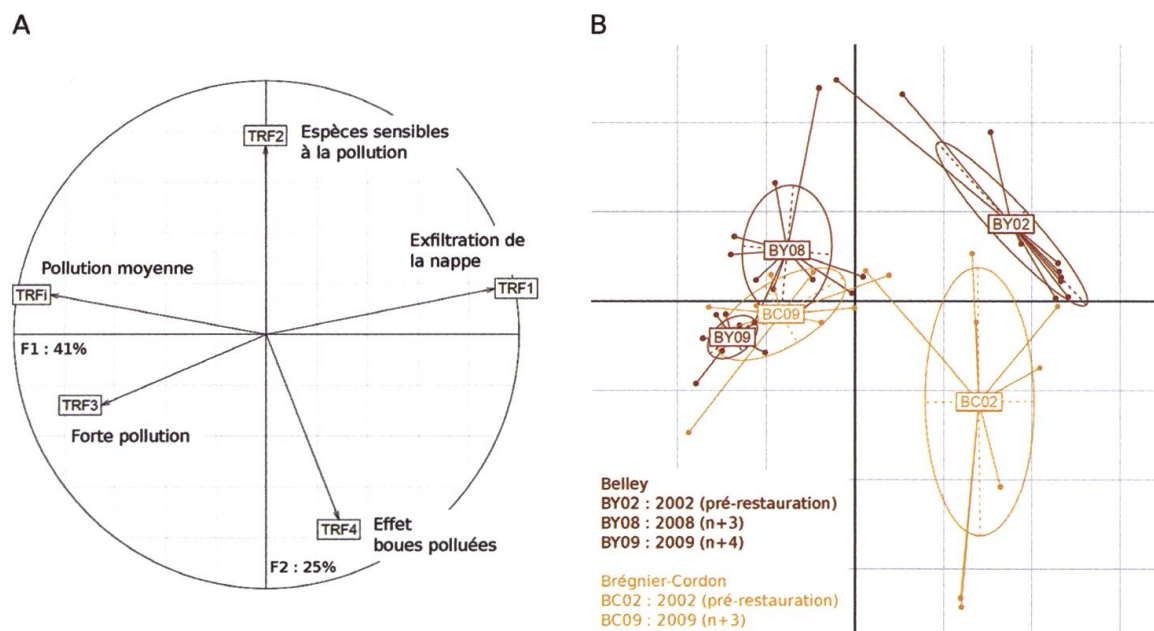 A
TRF2
Espèces sensibles
à la pollution
Exfiltration de
la nappe
Pollution moyenne
TRFi
TRF1
F1 : 41%
TRF3
Forte pollution
TRF4
Effet
boues polluées
F2 : 25%
B
BY02
BY08
BC09
BY09
BC02
Belley
BY02 : 2002 (pré-restauration)
BY08 : 2008 (n+3)
BY09 : 2009 (n+4)
Brégnier-Cordon
BC02 : 2002 (pré-restauration)
BC09 : 2009 (n+3)